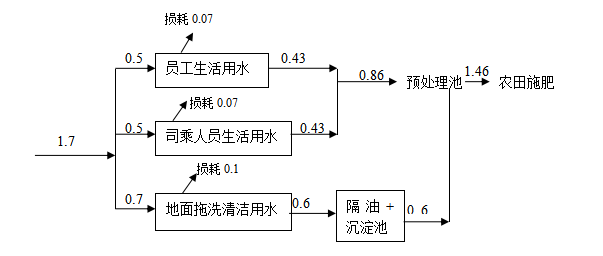 损耗 0.07
0.5
员工生活用水
0.43
0.86
预处理池
1.46
农田施肥
损耗 0.07
1.7
0.5
司乘人员生活用水
0.43
损耗 0.1
0.7
地面拖洗清洁用水
0.6
隔油+
沉淀池
0.6